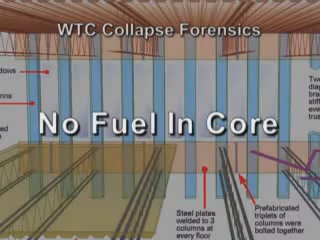 WTC Collapse Forensics
No Fuel In Core
Steel plates
welded to 3
columns at
every floor
Prefabricated
triplets of
columns were
bolted together